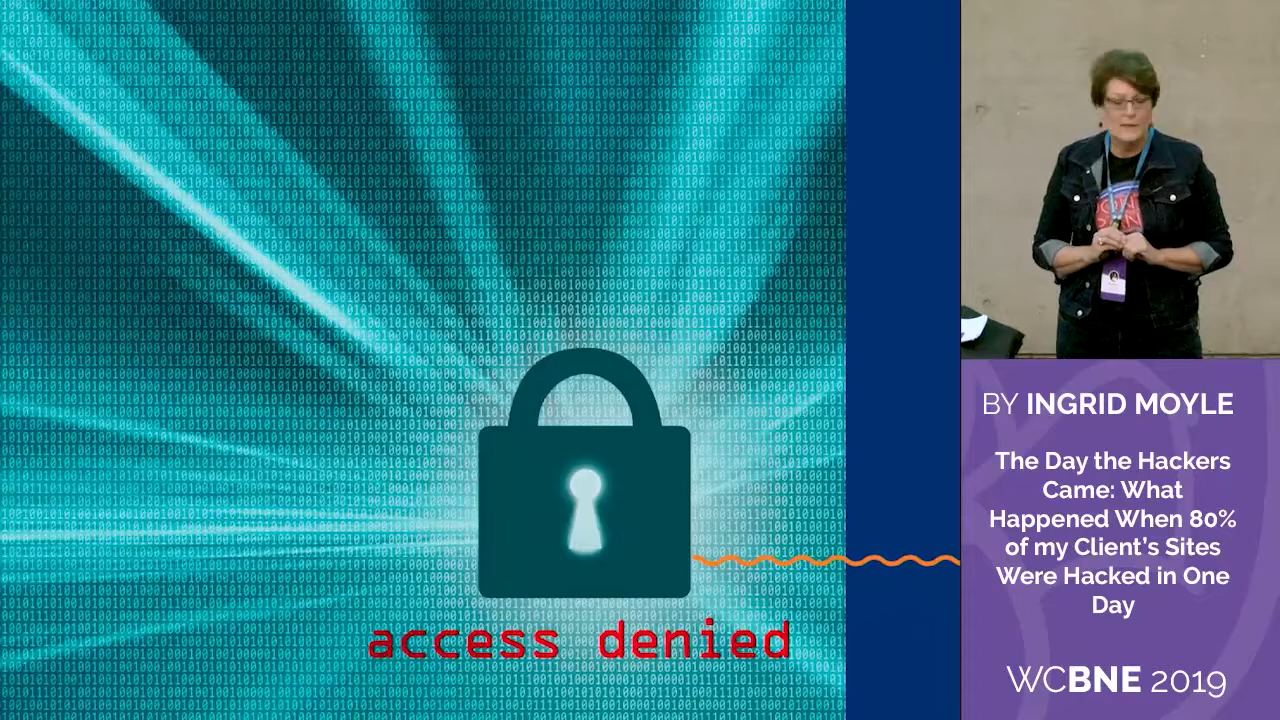 access denied
BY INGRID MOYLE
The Day the Hackers
Came: What
Happened When 80%
of my Client's Sites
Were Hacked in One
Day
WCBNE 2019